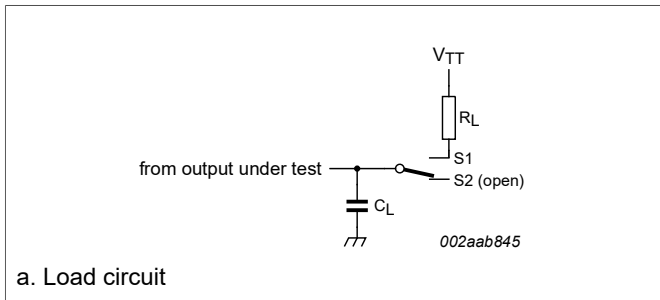 VTT
RL
S1
from output under test
S2 (open)
CL
002aab845
a. Load circuit